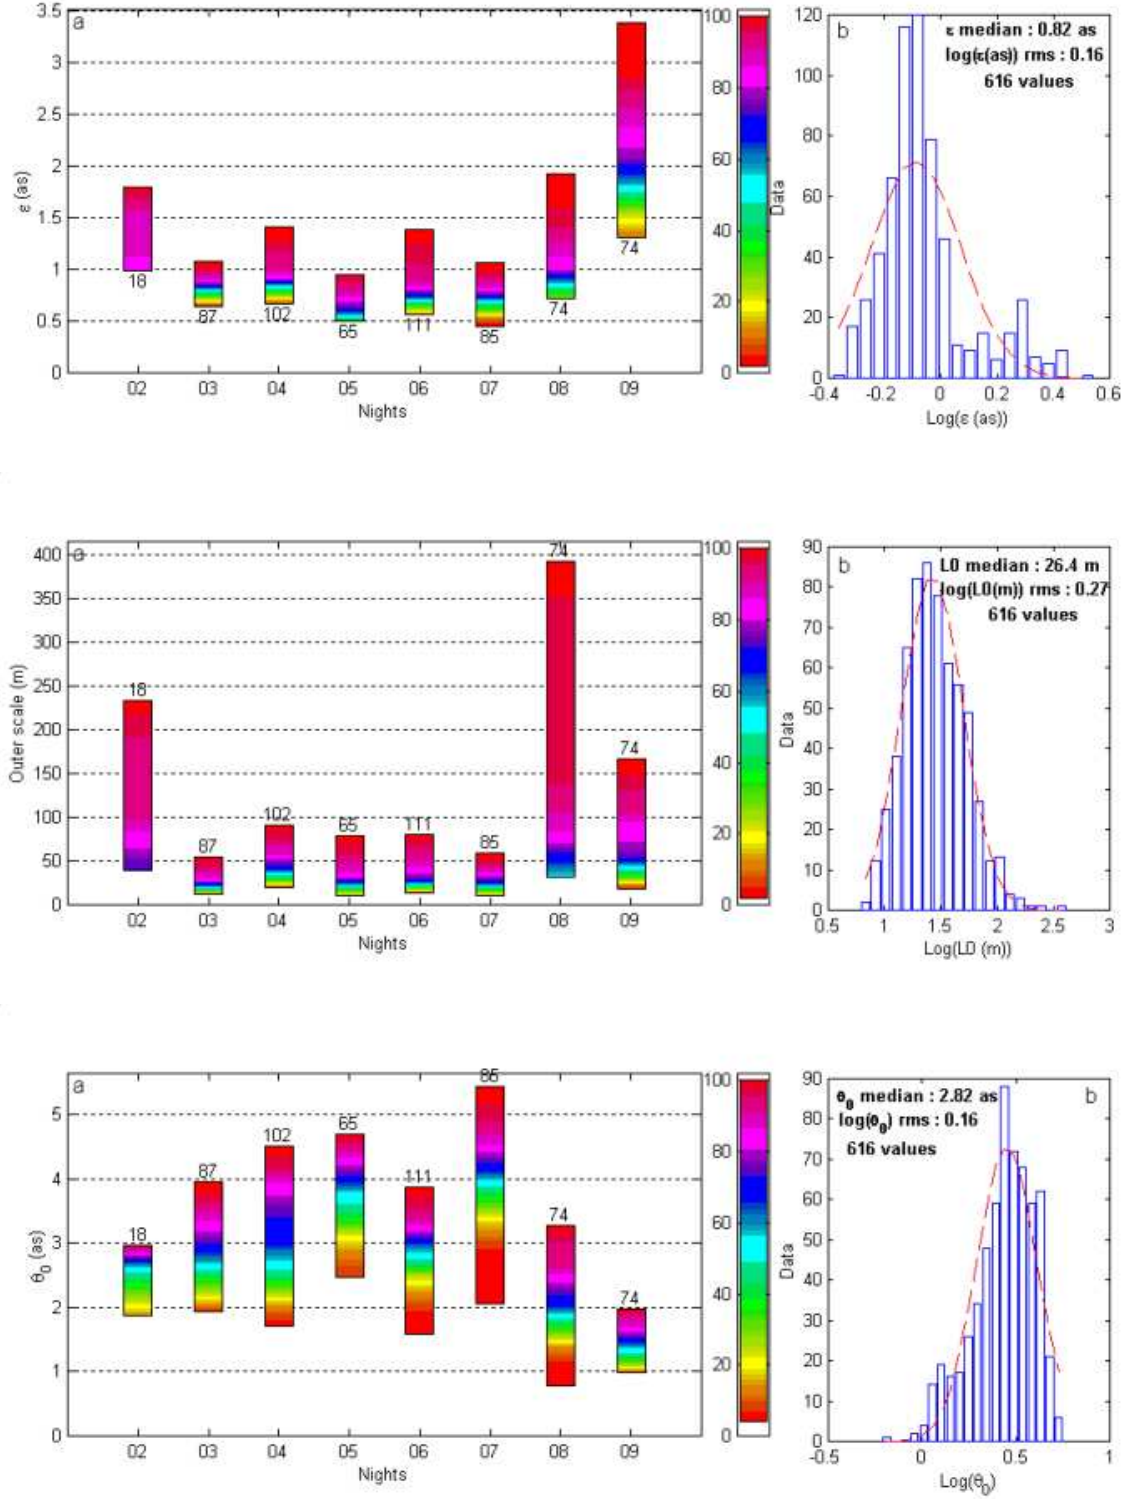 a
3.5
3
2.5
2
1.5
1
0.5
0
ε (as)
18
87
102
65
111
85
74
74
02 03 04 05 06 07 08 09
Nights
100
80
60
40
20
0
Data
b
ε median : 0.82 as
log(ε(as)) rms : 0.16
616 values
120
100
80
60
40
20
0
-0.4 -0.2 0 0.2 0.4 0.6
Log(ε (as))
a
400
350
300
250
200
150
100
50
0
Outer scale (m)
18
87
102
65
111
85
74
74
02 03 04 05 06 07 08 09
Nights
100
80
60
40
20
0
Data
b
L0 median : 26.4 m
log(L0(m)) rms : 0.27
616 values
90
80
70
60
50
40
30
20
10
0
0.5 1 1.5 2 2.5 3
Log(L0 (m))
a
5
4
3
2
1
0
θ0 (as)
18
87
102
65
111
85
74
74
02 03 04 05 06 07 08 09
Nights
100
80
60
40
20
0
Data
b
θ0 median : 2.82 as
log(θ0) rms : 0.16
616 values
90
80
70
60
50
40
30
20
10
0
-0.5 0 0.5 1
Log(θ0)